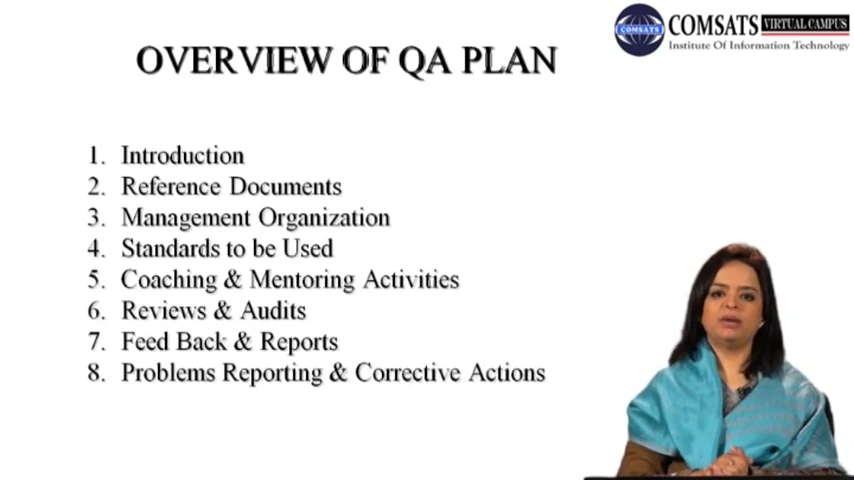 COMSATS
COMSATS VIRTUAL CAMPUS
Institute Of Information Technology
OVERVIEW OF QA PLAN
1. Introduction
2. Reference Documents
3. Management Organization
4. Standards to be Used
5. Coaching & Mentoring Activities
6. Reviews & Audits
7. Feed Back & Reports
8. Problems Reporting & Corrective Actions